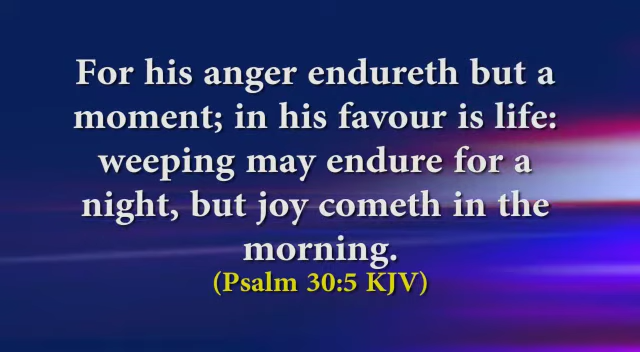 For his anger endureth but a
moment; in his favour is life:
weeping may endure for a
night, but joy cometh in the
morning.
(Psalm 30:5 KJV)